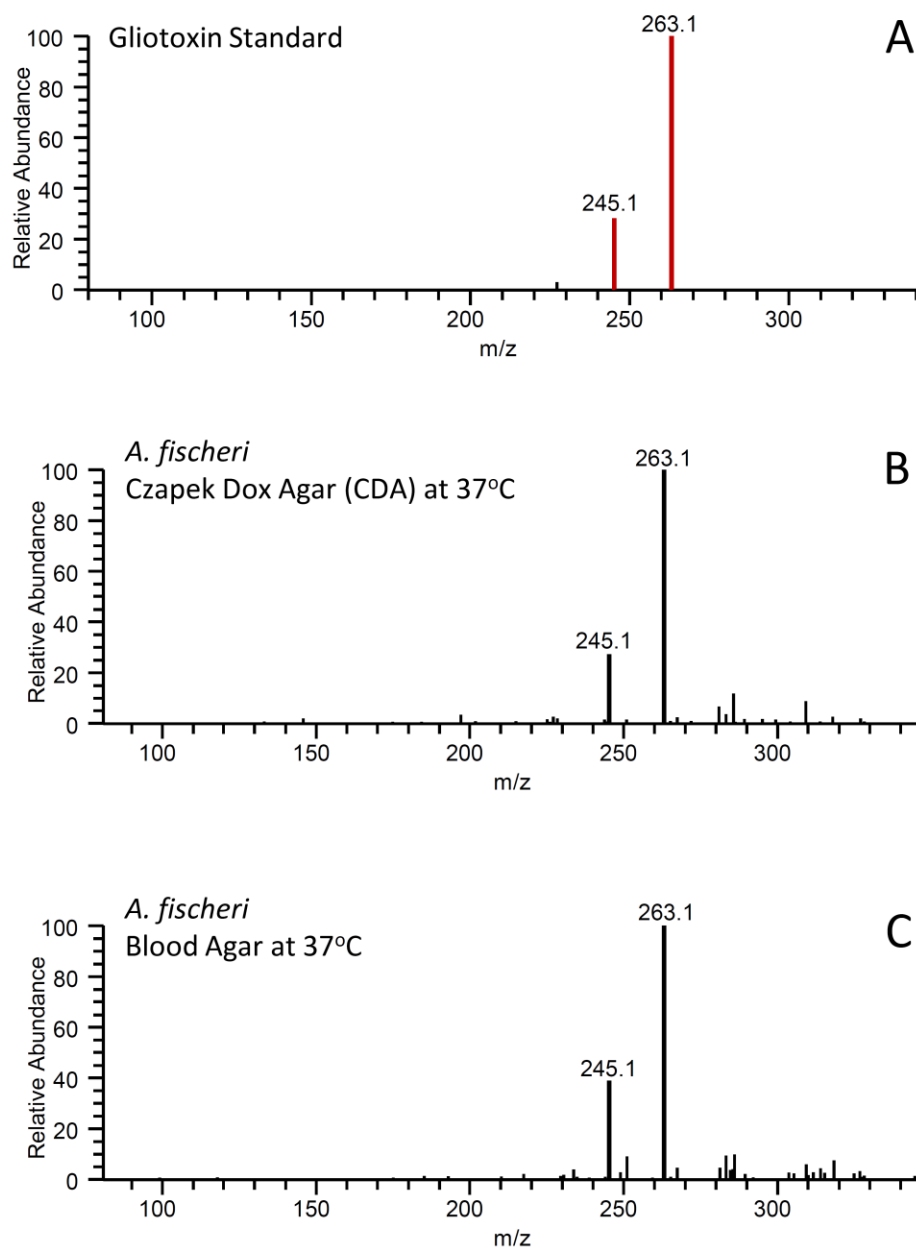 Gliotoxin Standard
A
263.1
245.1
100
80
60
40
20
0
Relative Abundance
100 150 200 250 300
m/z
A. fischeri
Czapek Dox Agar (CDA) at 37°C
B
263.1
245.1
100
80
60
40
20
0
Relative Abundance
100 150 200 250 300
m/z
A. fischeri
Blood Agar at 37°C
C
263.1
245.1
100
80
60
40
20
0
Relative Abundance
100 150 200 250 300
m/z